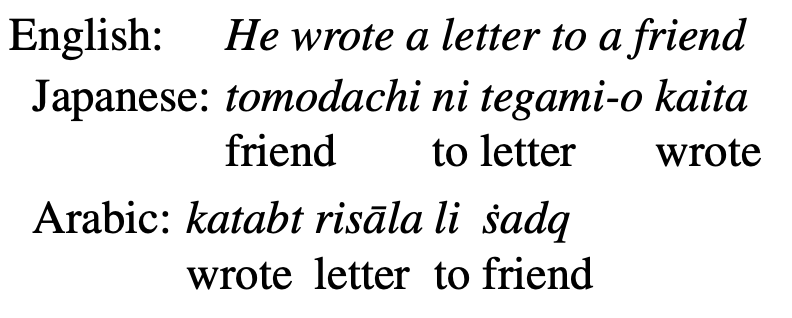 English: He wrote a letter to a friend
Japanese: tomodachi ni tegami-o kaita
friend to letter wrote
Arabic: katabt risāla li ṡadq
wrote letter to friend